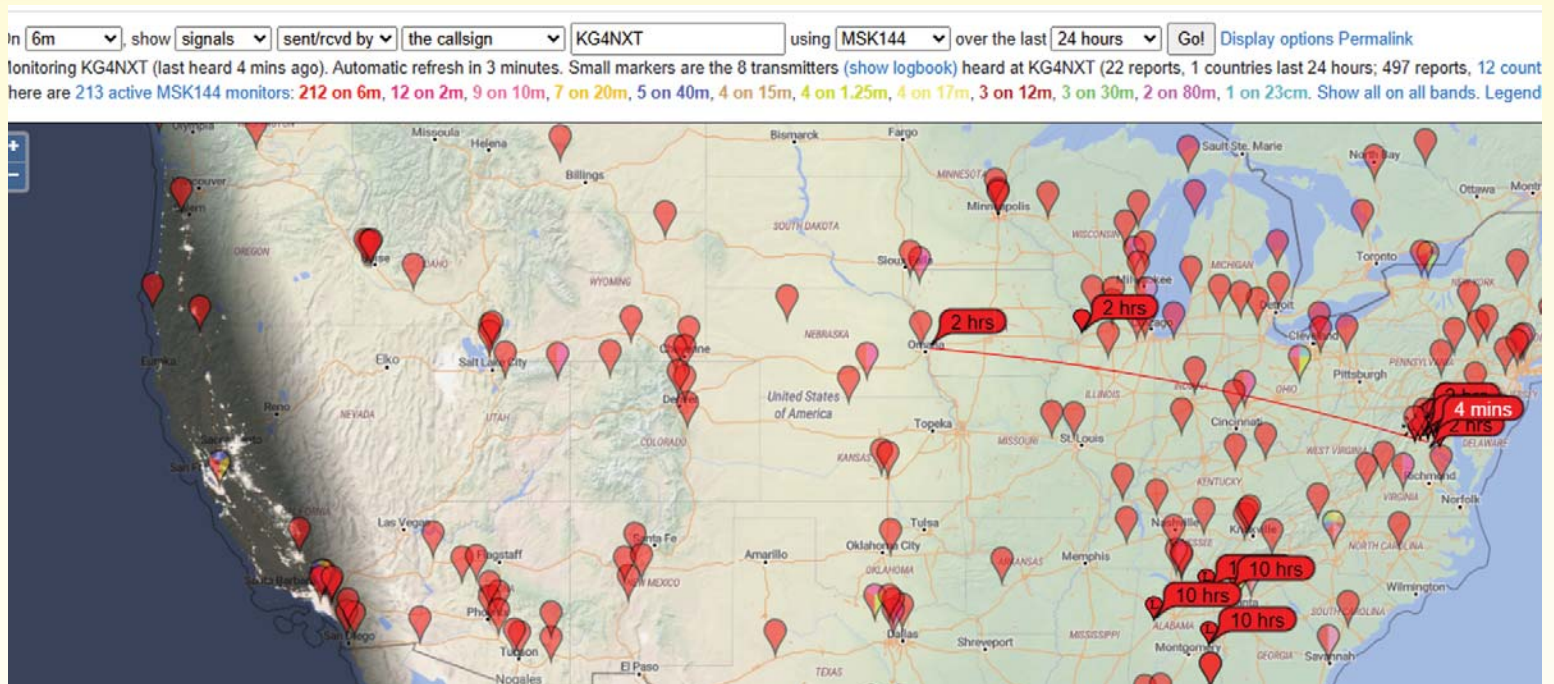 6m , show signals sent/rcvd by the callsign KG4NXT using MSK144 over the last 24 hours Go! Display options Permalink
KG4NXT (last heard 4 mins ago). Automatic refresh in 3 minutes. Small markers are the 8 transmitters (show logbook) heard at KG4NXT (22 reports, 1 countries last 24 hours; 497 reports, 12
are 213 active MSK144 monitors: 212 on 6m, 12 on 2m, 9 on 10m, 7 on 20m, 5 on 40m, 4 on 15m, 4 on 1.25m, 4 on 17m, 3 on 12m, 3 on 30m, 2 on 80m, 1 on 23cm. Show all on all bands. Legend
+
−
Olympia
Missoula
Helena
Bismarck
Fargo
Sault Ste. Marie
North Bay
Billings
Ottawa
Minneapolis
SOUTH DAKOTA
WISCONSIN
OREGON
IDAHO
WYOMING
MICHIGAN
Toronto
Detroit
2 hrs
2 hrs
NEBRASKA
Omaha
Cleveland
Elko
Salt Lake City
Cheyenne
PENNSYLVANIA
Pittsburgh
OHIO
United States
of America
ILLINOIS
Reno
NEVADA
UTAH
Denver
COLORADO
Topeka
MISSOURI
St. Louis
Cincinnati
4 mins
2 hrs
DELAWARE
WEST VIRGINIA
KANSAS
Richmond
KENTUCKY
VIRGINIA
Norfolk
Las Vegas
Flagstaff
Santa Fe
Amarillo
Tulsa
Oklahoma City
OKLAHOMA
ARKANSAS
Memphis
Nashville
Knoxville
NORTH CAROLINA
Santa Barbara
NEW MEXICO
10 hrs
10 hrs
10 hrs
Wilmington
SOUTH CAROLINA
Phoenix
San Diego
Tucson
Dallas
Shreveport
MISSISSIPPI
ALABAMA
Montgomery
GEORGIA
Savannah
El Paso
TEXAS
Nogales